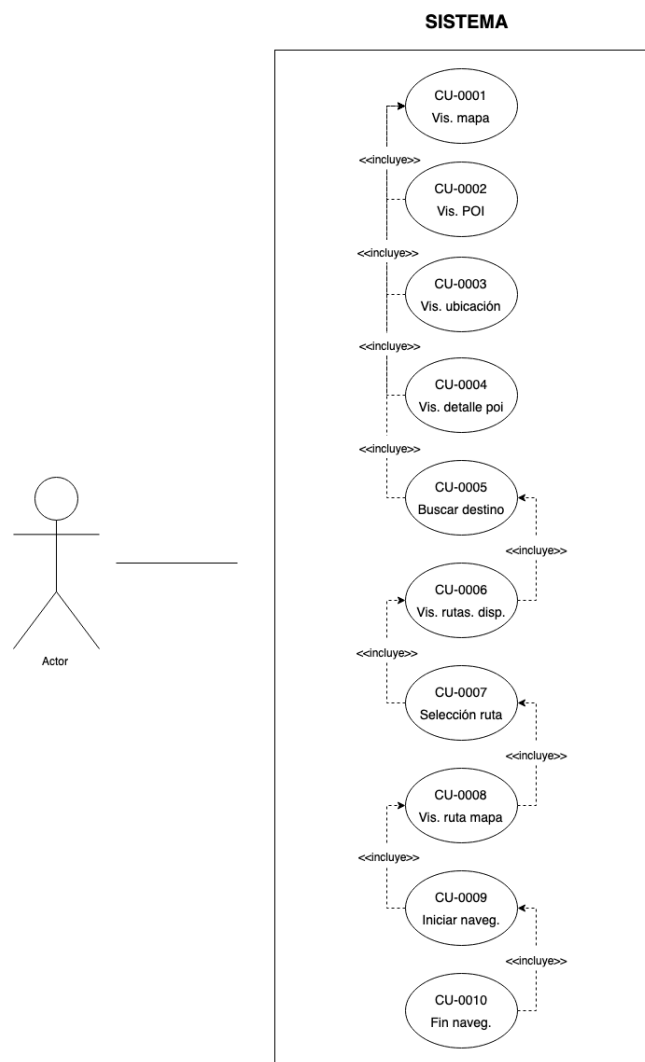 SISTEMA
CU-0001
Vis. mapa
<<incluye>>
CU-0002
Vis. POI
<<incluye>>
CU-0003
Vis. ubicación
<<incluye>>
CU-0004
Vis. detalle poi
<<incluye>>
CU-0005
Buscar destino
<<incluye>>
CU-0006
Vis. rutas. disp.
<<incluye>>
Actor
CU-0007
Selección ruta
<<incluye>>
CU-0008
Vis. ruta mapa
<<incluye>>
CU-0009
Iniciar naveg.
<<incluye>>
CU-0010
Fin naveg.